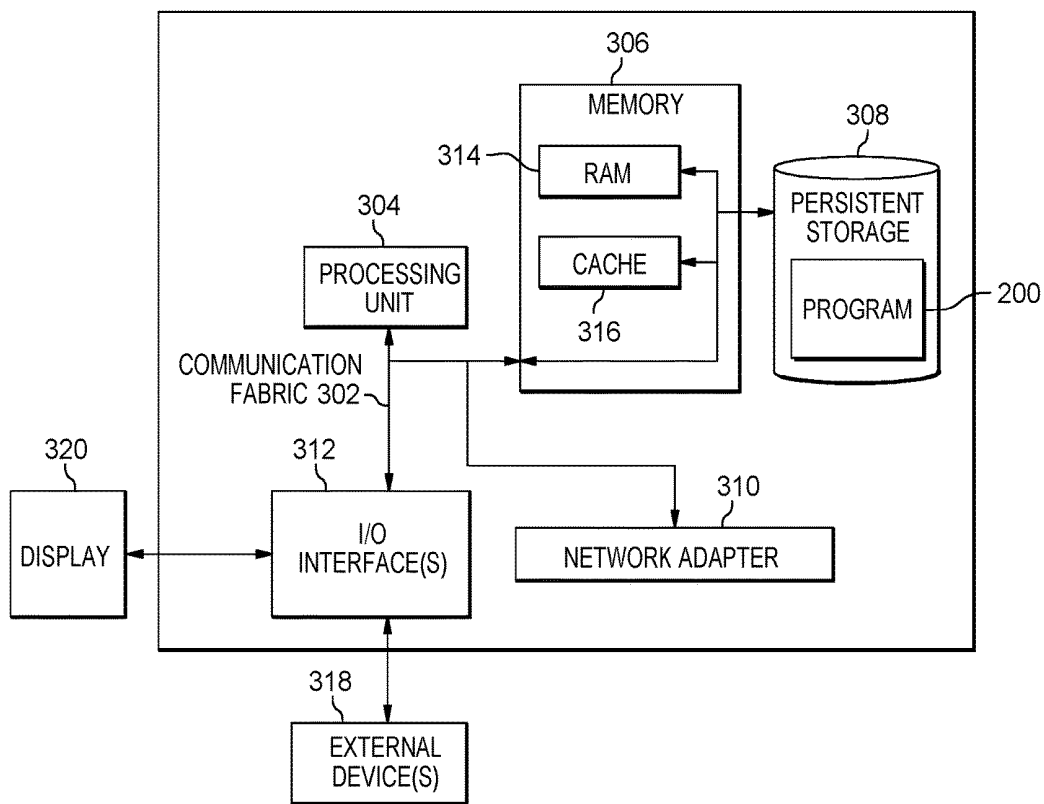 306
MEMORY
308
314
RAM
PERSISTENT
STORAGE
304
PROCESSING
UNIT
CACHE
316
PROGRAM
200
COMMUNICATION
FABRIC 302
320
312
310
DISPLAY
I/O
INTERFACE(S)
NETWORK ADAPTER
318
EXTERNAL
DEVICE(S)